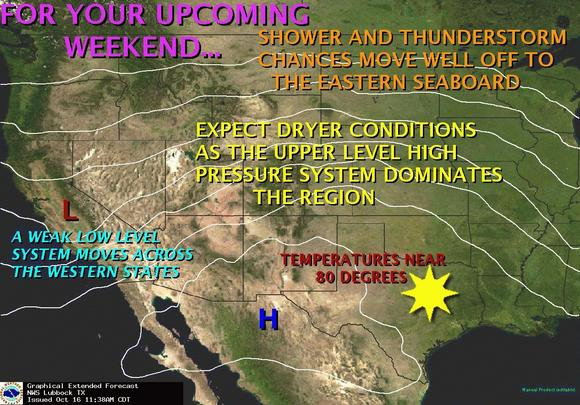 FOR YOUR UPCOMING
WEEKEND...
SHOWER AND THUNDERSTORM
CHANCES MOVE WELL OFF TO
THE EASTERN SEABOARD
EXPECT DRYER CONDITIONS
AS THE UPPER LEVEL HIGH
PRESSURE SYSTEM DOMINATES
THE REGION
L
A WEAK LOW LEVEL
SYSTEM MOVES ACROSS
THE WESTERN STATES
TEMPERATURES NEAR
80 DEGREES
H
Graphical Extended Forecast
NWS Lubbock TX
Issued Oct 16 11:38AM CDT
Manual Product